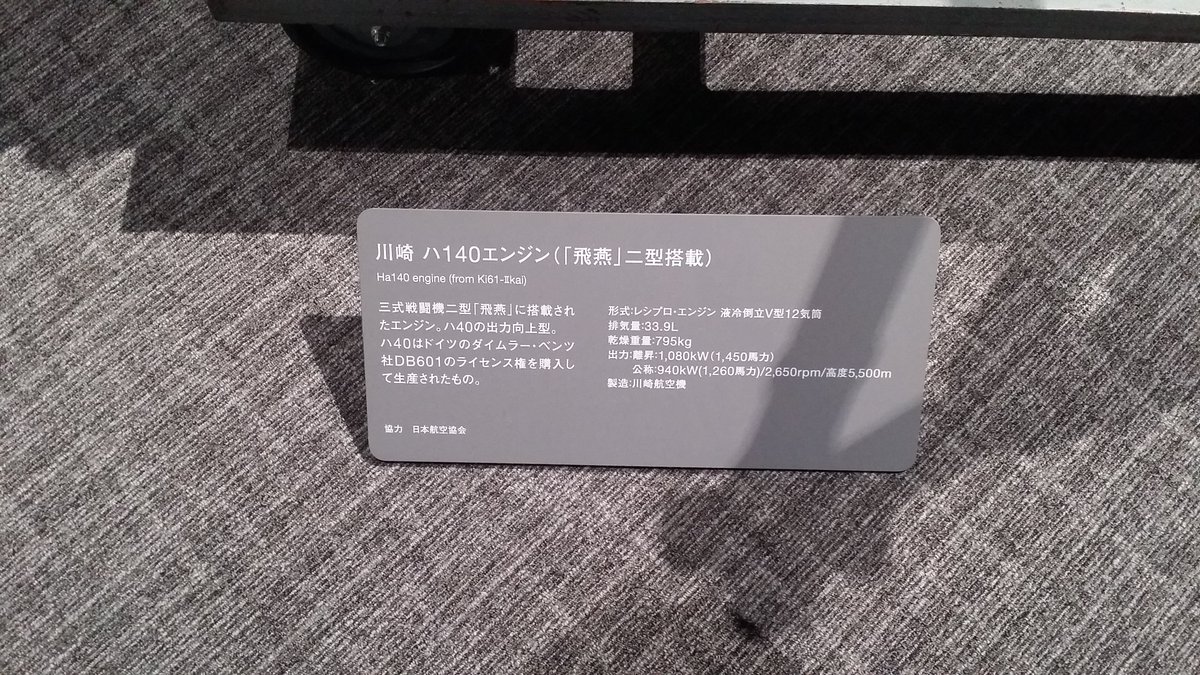 川崎 ハ140エンジン(「飛燕」二型搭載)
Ha140 engine (from Ki61-Ⅱkai)
三式戦闘機二型「飛燕」に搭載され
たエンジン。ハ40の出力向上型。
ハ40はドイツのダイムラー・ベンツ
社DB601のライセンス権を購入し
て生産されたもの。
協力 日本航空協会
形式:レシプロ・エンジン 液冷倒立V型12気筒
排気量:33.9L
乾燥重量:795kg
出力:離昇:1,080kW(1,450馬力)
公称:940kW(1,260馬力)/2,650rpm/高度5,500m
製造:川崎航空機